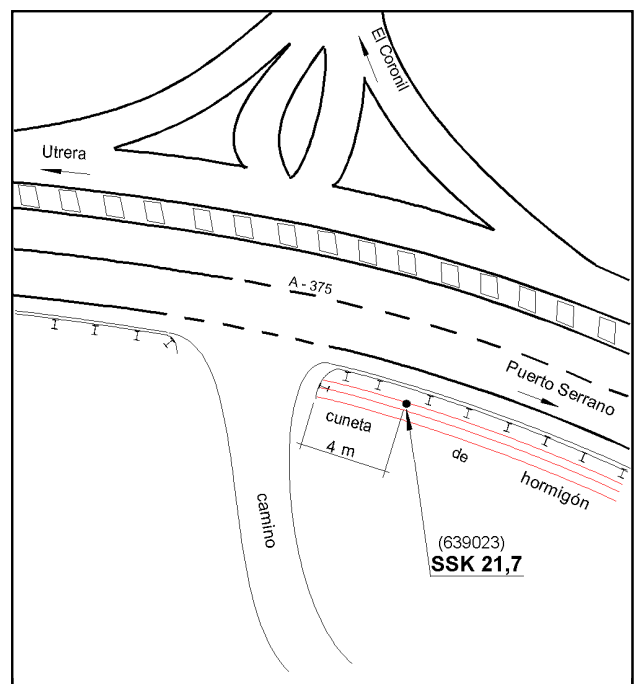 El Coronil
Utrera
A - 375
Puerto Serrano
cuneta
4 m
de
hormigón
camino
(639023)
SSK 21,7